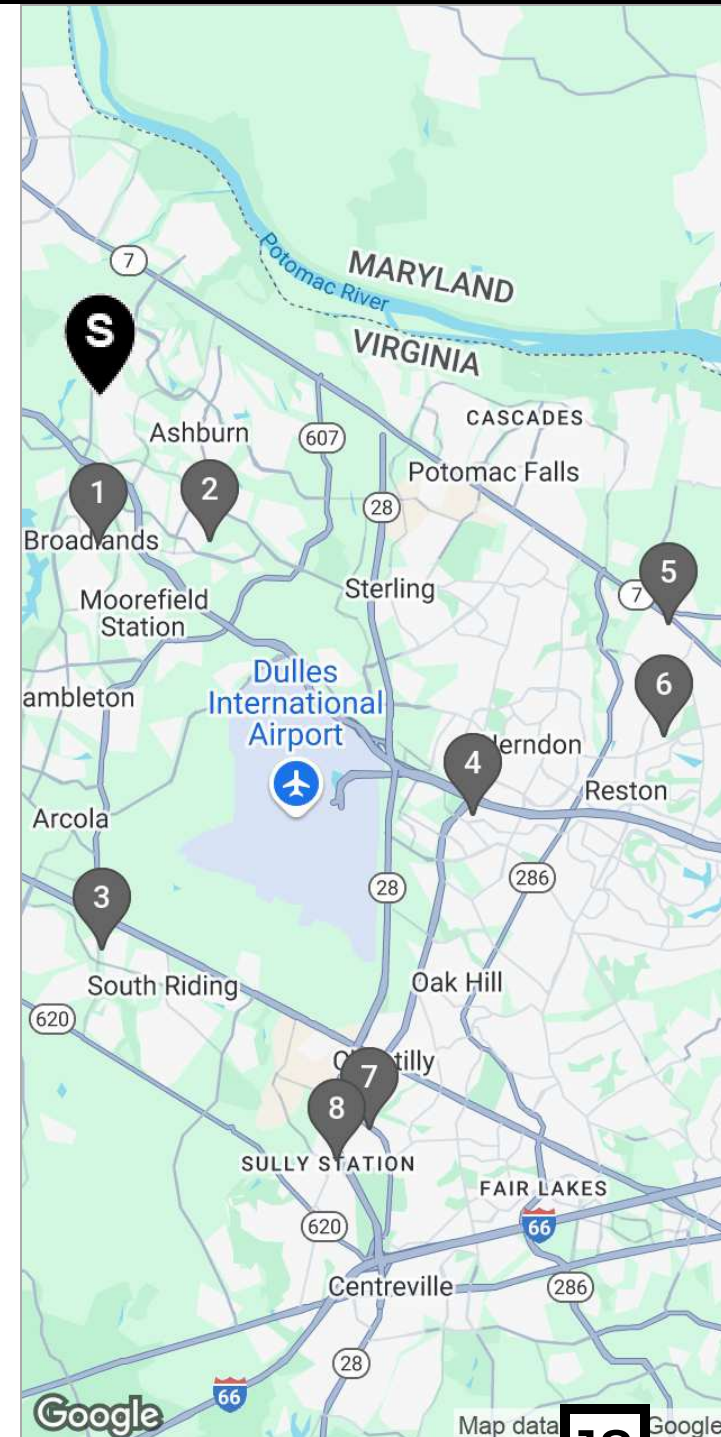 7
Potomac River
MARYLAND
VIRGINIA
S
CASCADES
Ashburn
607
Potomac Falls
1
2
28
Broadlands
5
7
Sterling
Moorefield
Station
Dulles
International
Airport
6
ambleton
Herndon
4
Reston
Arcola
28
286
3
South Riding
Oak Hill
620
7
8
SULLY STATION
FAIR LAKES
620
66
Centreville
286
28
66
Google
Map data
Google